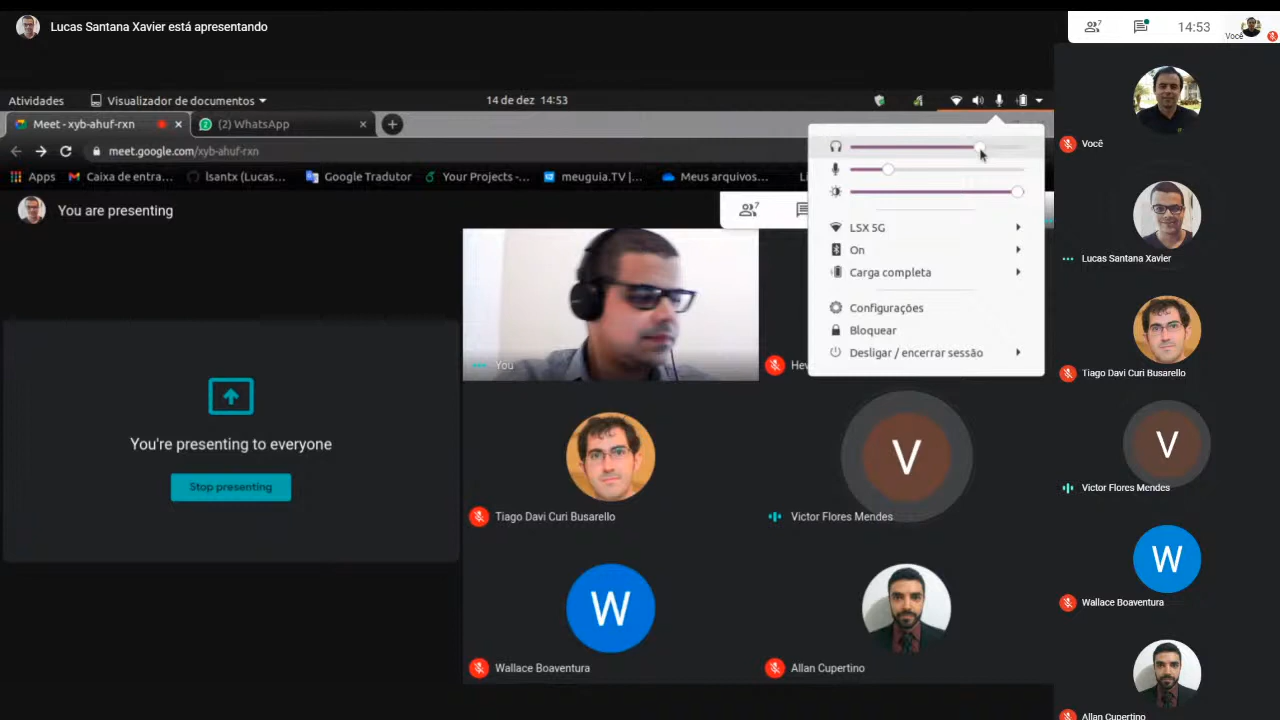 Lucas Santana Xavier está apresentando
7
14:53
Você
Atividades
Visualizador de documentos
14 de dez 14:53
Meet - xyb-ahuf-rxn
(2) WhatsApp
meet.google.com/xyb-ahuf-rxn
Apps
Caixa de entra...
lsantx (Lucas...
Google Tradutor
Your Projects -...
meuguia.TV |...
Meus arquivos...
You are presenting
7
LSX 5G
On
Carga completa
Configurações
Bloquear
Desligar / encerrar sessão
You
You're presenting to everyone
Stop presenting
Tiago Davi Curi Busarello
V
Victor Flores Mendes
W
Wallace Boaventura
Allan Cupertino
Você
Lucas Santana Xavier
Tiago Davi Curi Busarello
V
Victor Flores Mendes
W
Wallace Boaventura
Allan Cupertino